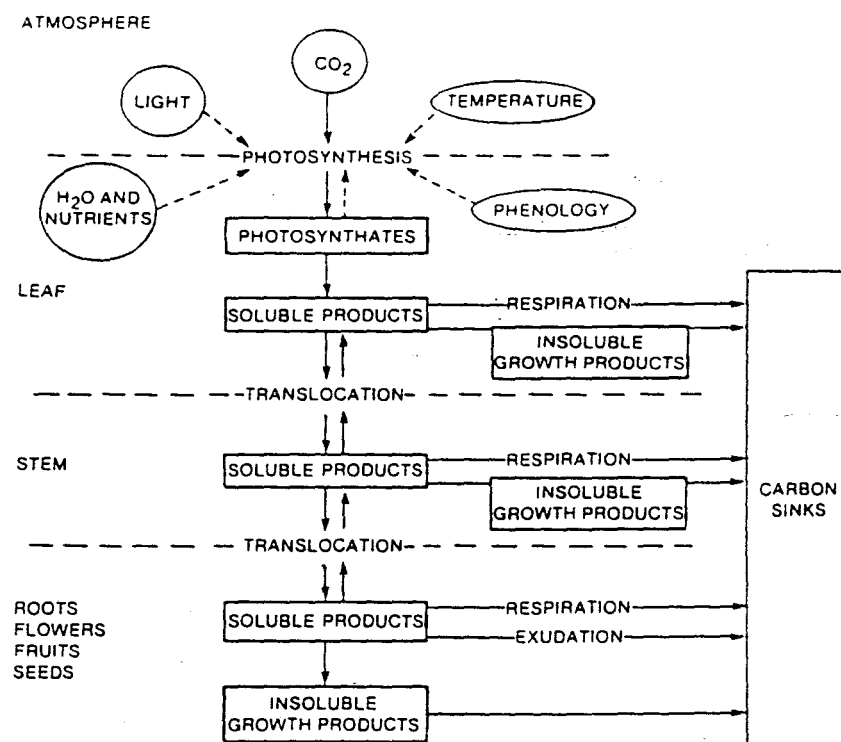 ATMOSPHERE
CO₂
LIGHT
TEMPERATURE
PHOTOSYNTHESIS
H₂O AND
NUTRIENTS
PHENOLOGY
PHOTOSYNTHATES
LEAF
SOLUBLE PRODUCTS
RESPIRATION
INSOLUBLE
GROWTH PRODUCTS
TRANSLOCATION
STEM
SOLUBLE PRODUCTS
RESPIRATION
INSOLUBLE
GROWTH PRODUCTS
CARBON
SINKS
TRANSLOCATION
ROOTS
FLOWERS
FRUITS
SEEDS
SOLUBLE PRODUCTS
RESPIRATION
EXUDATION
INSOLUBLE
GROWTH PRODUCTS